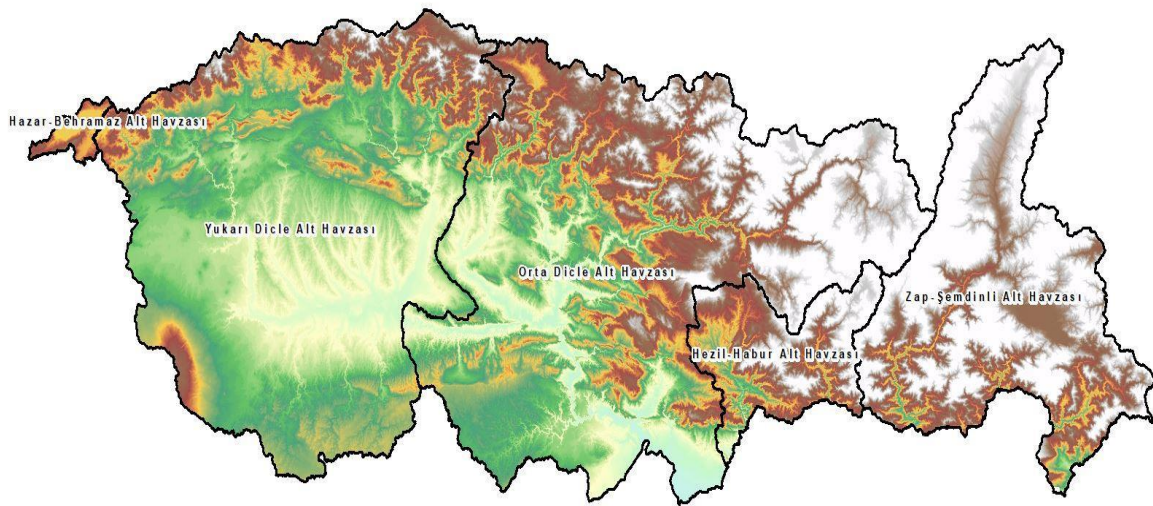 Hazar-Behramaz Alt Havzası
Yukarı Dicle Alt Havzası
Orta Dicle Alt Havzası
Zap-Şemdinli Alt Havzası
Hezil-Habur Alt Havzası